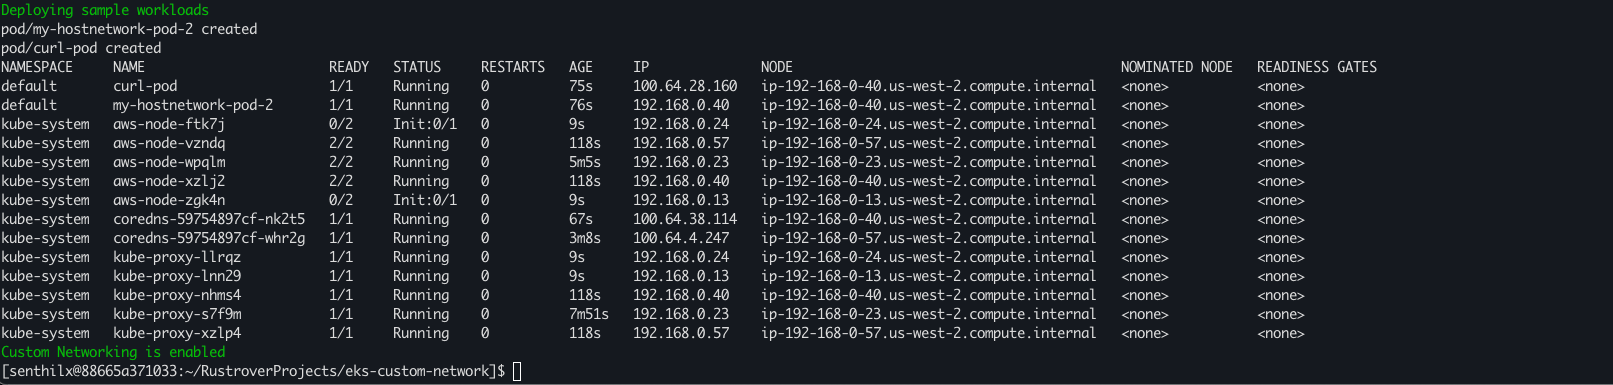 Deploying sample workloads
pod/my-hostnetwork-pod-2 created
pod/curl-pod created
NAMESPACE NAME READY STATUS RESTARTS AGE IP NODE NOMINATED NODE READINESS GATES
default curl-pod 1/1 Running 0 75s 100.64.28.160 ip-192-168-0-40.us-west-2.compute.internal <none> <none>
default my-hostnetwork-pod-2 1/1 Running 0 76s 192.168.0.40 ip-192-168-0-40.us-west-2.compute.internal <none> <none>
kube-system aws-node-ftk7j 0/2 Init:0/1 0 9s 192.168.0.24 ip-192-168-0-24.us-west-2.compute.internal <none> <none>
kube-system aws-node-vzndq 2/2 Running 0 118s 192.168.0.57 ip-192-168-0-57.us-west-2.compute.internal <none> <none>
kube-system aws-node-wpqlm 2/2 Running 0 5m5s 192.168.0.23 ip-192-168-0-23.us-west-2.compute.internal <none> <none>
kube-system aws-node-xzlj2 2/2 Running 0 118s 192.168.0.40 ip-192-168-0-40.us-west-2.compute.internal <none> <none>
kube-system aws-node-zgk4n 0/2 Init:0/1 0 9s 192.168.0.13 ip-192-168-0-13.us-west-2.compute.internal <none> <none>
kube-system coredns-59754897cf-nk2t5 1/1 Running 0 67s 100.64.38.114 ip-192-168-0-40.us-west-2.compute.internal <none> <none>
kube-system coredns-59754897cf-whr2g 1/1 Running 0 3m8s 100.64.4.247 ip-192-168-0-57.us-west-2.compute.internal <none> <none>
kube-system kube-proxy-llrqz 1/1 Running 0 9s 192.168.0.24 ip-192-168-0-24.us-west-2.compute.internal <none> <none>
kube-system kube-proxy-lnn29 1/1 Running 0 9s 192.168.0.13 ip-192-168-0-13.us-west-2.compute.internal <none> <none>
kube-system kube-proxy-nhms4 1/1 Running 0 118s 192.168.0.40 ip-192-168-0-40.us-west-2.compute.internal <none> <none>
kube-system kube-proxy-s7f9m 1/1 Running 0 7m51s 192.168.0.23 ip-192-168-0-23.us-west-2.compute.internal <none> <none>
kube-system kube-proxy-xzlp4 1/1 Running 0 118s 192.168.0.57 ip-192-168-0-57.us-west-2.compute.internal <none> <none>
Custom Networking is enabled
[senthilx@88665a371033:~/RustroverProjects/eks-custom-network]$